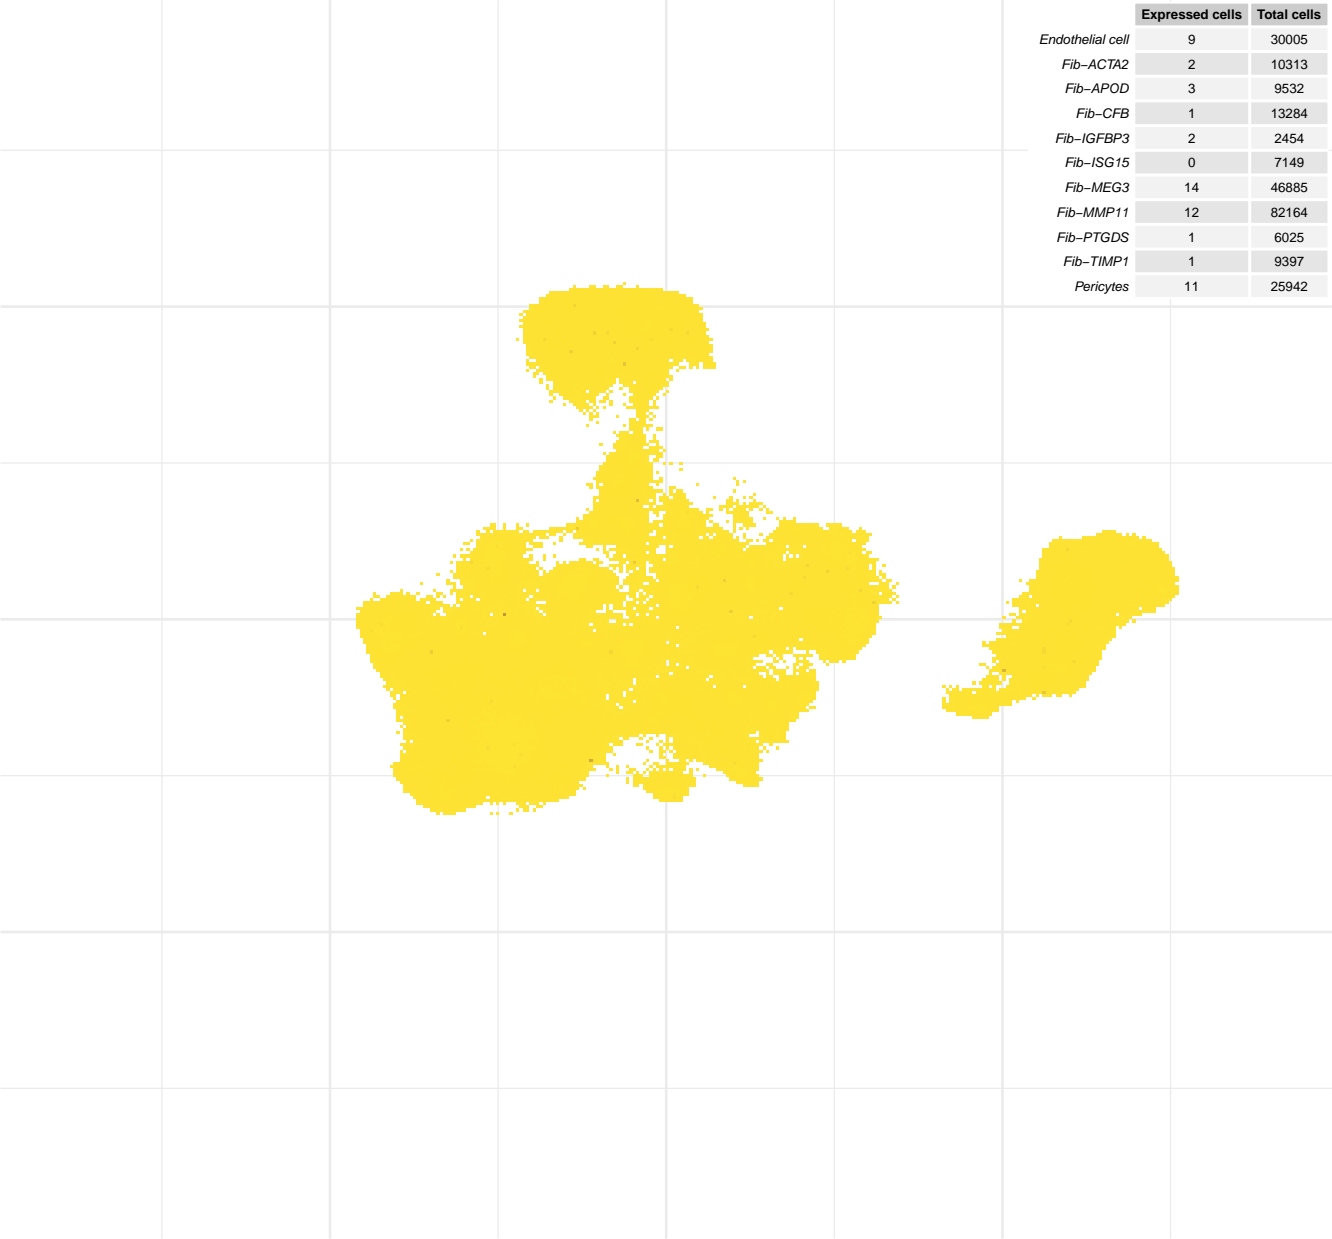 Expressed cells Total cells
Endothelial cell 9 30005
Fib−ACTA2 2 10313
Fib−APOD 3 9532
Fib−CFB 1 13284
Fib−IGFBP3 2 2454
Fib−ISG15 0 7149
Fib−MEG3 14 46885
Fib−MMP11 12 82164
Fib−PTGDS 1 6025
Fib−TIMP1 1 9397
Pericytes 11 25942